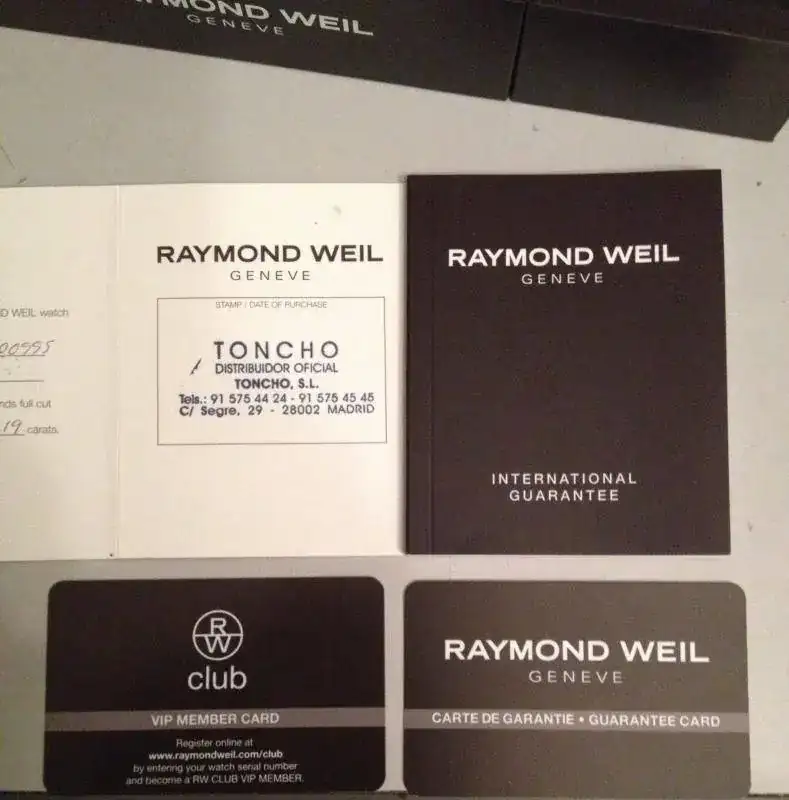 RAYMOND WEIL
GENEVE
D WEIL watch
nds full cut
19 carats.
RAYMOND WEIL
GENEVE
STAMP / DATE OF PURCHASE
TONCHO
DISTRIBUIDOR OFICIAL
TONCHO, S.L.
Tels.: 91 575 44 24 - 91 575 45 45
C/ Segre, 29 - 28002 MADRID
RAYMOND WEIL
GENEVE
INTERNATIONAL
GUARANTEE
RW
club
VIP MEMBER CARD
Register online at
www.raymondweil.com/club
by entering your watch serial number
and become a RW CLUB VIP MEMBER.
RAYMOND WEIL
GENEVE
CARTE DE GARANTIE • GUARANTEE CARD